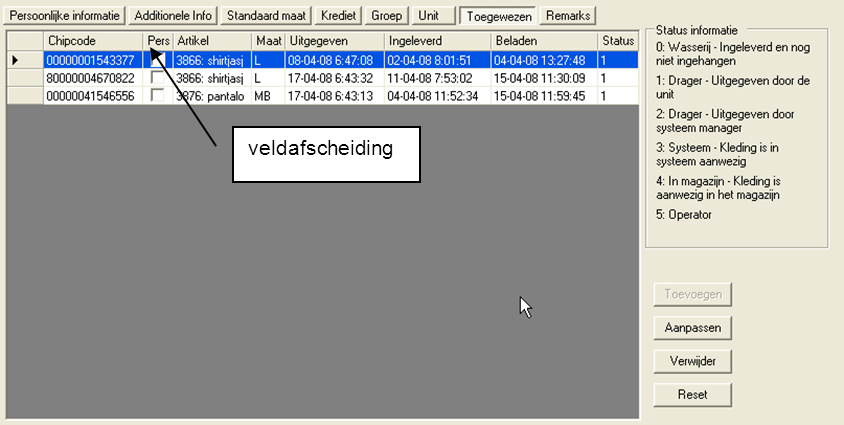 Persoonlijke informatie Additionele Info Standaard maat Krediet Groep Unit Toegewezen Remarks
Chipcode Pers Artikel Maat Uitgegeven Ingeleverd Beladen Status
00000001543377 3866: shirtjasj L 08-04-08 6:47:08 02-04-08 8:01:51 04-04-08 13:27:48 1
80000004670822 3866: shirtjasj L 17-04-08 6:43:32 11-04-08 7:53:02 15-04-08 11:30:09 1
00000041546556 3876: pantalo MB 17-04-08 6:43:13 04-04-08 11:52:34 15-04-08 11:59:45 1
veldafscheiding
Status informatie
0: Wasserij - Ingeleverd en nog
niet ingehangen
1: Drager - Uitgegeven door de
unit
2: Drager - Uitgegeven door
systeem manager
3: Systeem - Kleding is in
systeem aanwezig
4: In magazijn - Kleding is
aanwezig in het magazijn
5: Operator
Toevoegen
Aanpassen
Verwijder
Reset